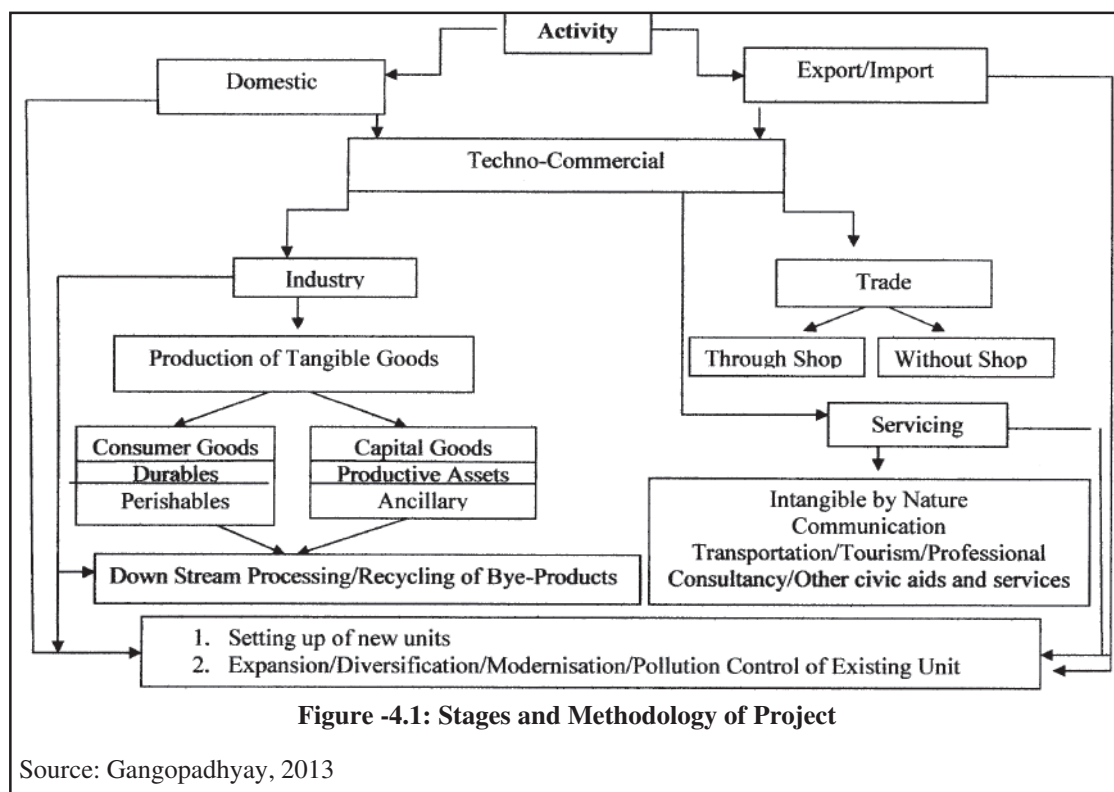 Activity
Domestic
Export/Import
Techno-Commercial
Industry
Trade
Production of Tangible Goods
Through Shop
Without Shop
Consumer Goods
Durables
Perishables
Capital Goods
Productive Assets
Ancillary
Servicing
Intangible by Nature
Communication
Transportation/Tourism/Professional
Consultancy/Other civic aids and services
Down Stream Processing/Recycling of Bye-Products
1. Setting up of new units
2. Expansion/Diversification/Modernisation/Pollution Control of Existing Unit
Figure -4.1: Stages and Methodology of Project
Source: Gangopadhyay, 2013